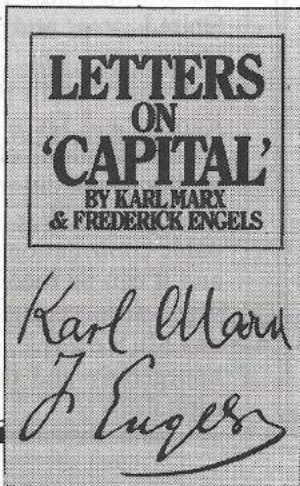 LETTERS
ON
'CAPITAL'
BY KARL MARX
& FREDERICK ENGELS
Karl Marx
F Engels